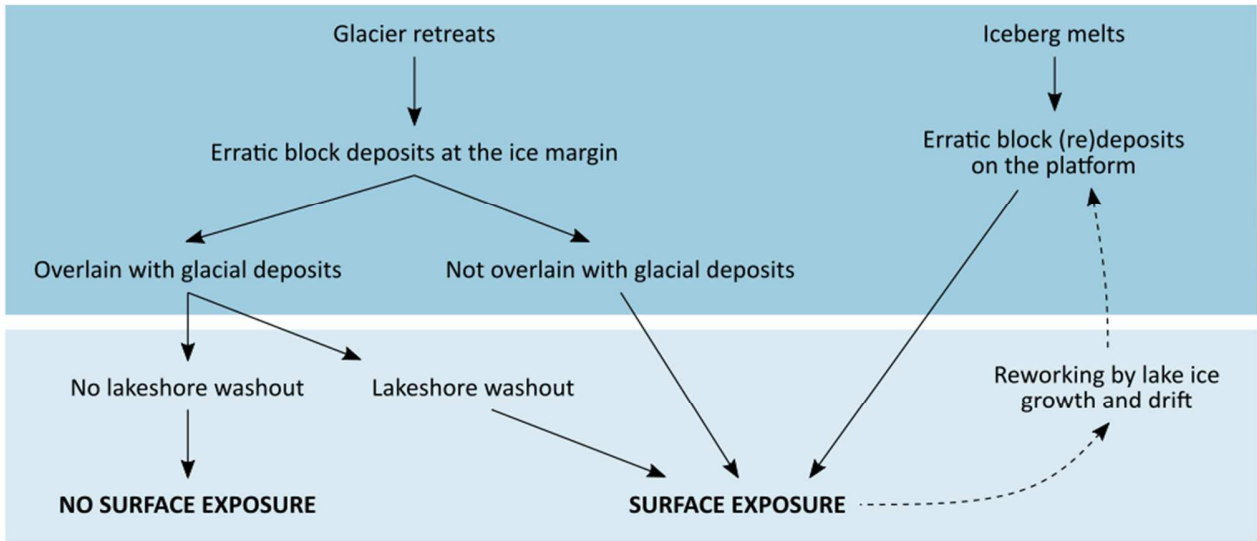 Glacier retreats
Iceberg melts
Erratic block deposits at the ice margin
Erratic block (re)deposits
on the platform
Overlain with glacial deposits
Not overlain with glacial deposits
No lakeshore washout
Lakeshore washout
Reworking by lake ice
growth and drift
NO SURFACE EXPOSURE
SURFACE EXPOSURE